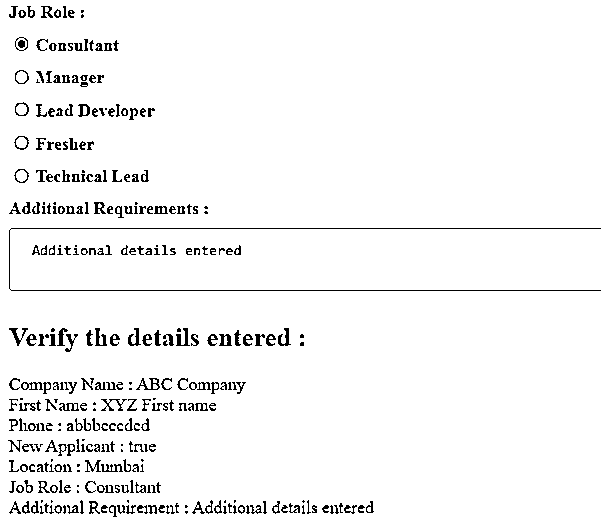 Job Role :
Consultant
Manager
Lead Developer
Fresher
Technical Lead
Additional Requirements :
Additional details entered
Verify the details entered :
Company Name : ABC Company
First Name : XYZ First name
Phone :
New Applicant : true
Location : Mumbai
Job Role : Consultant
Additional Requirement : Additional details entered